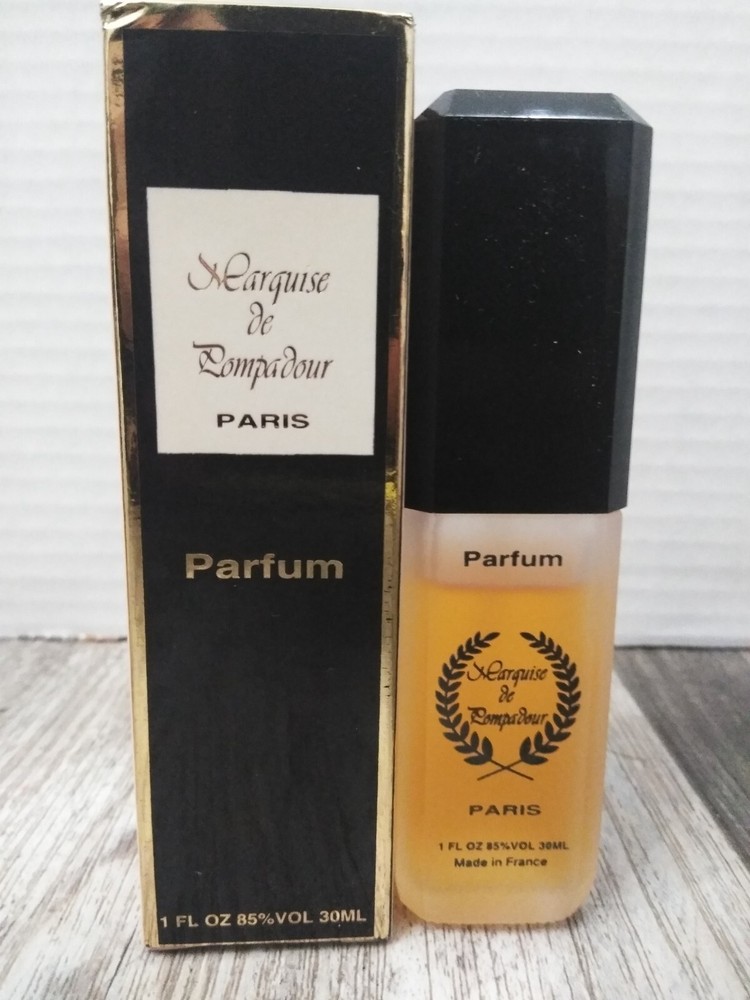 Marquise
de
Pompadour
PARIS
Parfum
1 FL OZ 85%VOL 30ML
Parfum
Marquise
de
Pompadour
PARIS
1 FL OZ 85%VOL 30ML
Made in France